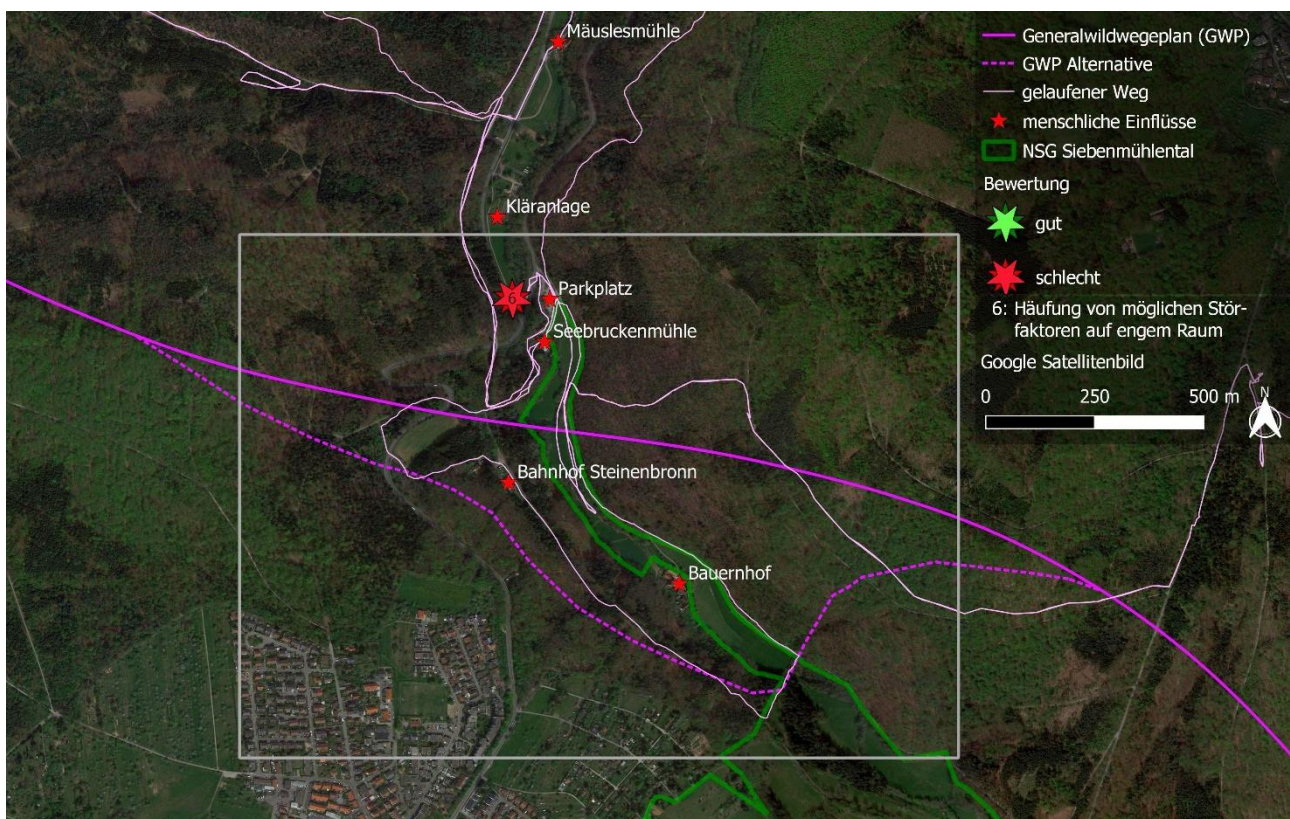 Mäuslesmühle
Kläranlage
6
Parkplatz
Seebruckenmühle
Bahnhof Steinenbronn
Bauernhof
Generalwildwegeplan (GWP)
GWP Alternative
gelaufener Weg
menschliche Einflüsse
NSG Siebenmühlental
Bewertung
gut
schlecht
6: Häufung von möglichen Stör-
faktoren auf engem Raum
Google Satellitenbild
0 250 500 m
N